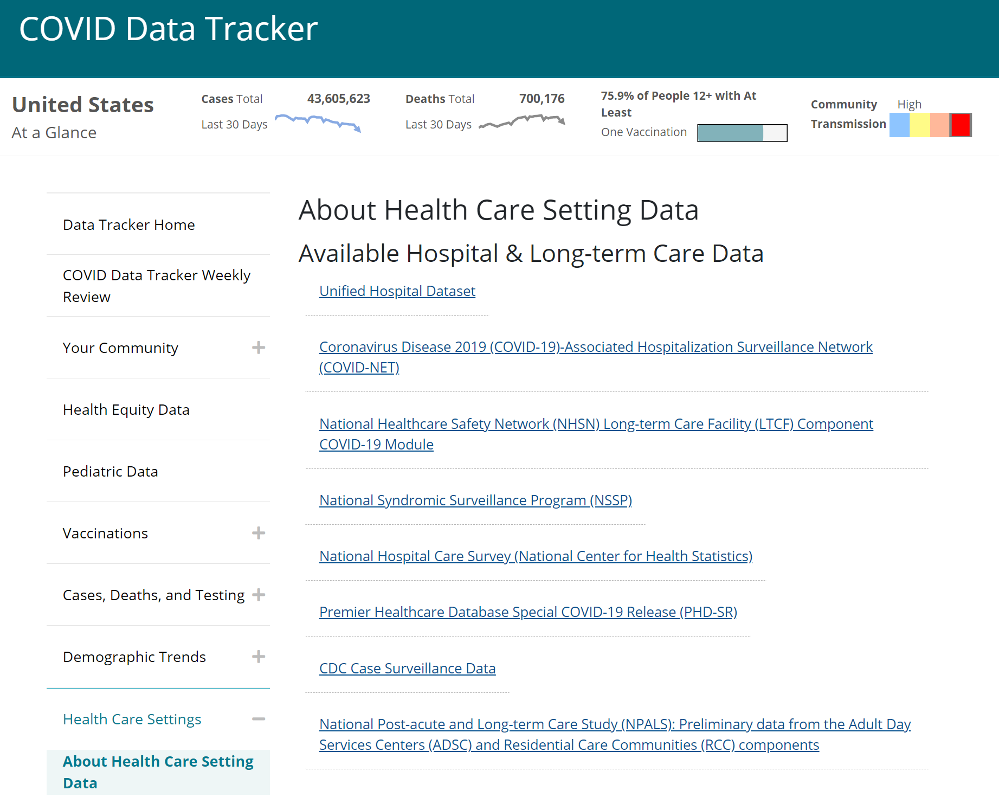 COVID Data Tracker
United States
At a Glance
Cases Total 43,605,623
Last 30 Days
Deaths Total 700,176
Last 30 Days
75.9% of People 12+ with At
Least
One Vaccination
Community High
Transmission
Data Tracker Home
COVID Data Tracker Weekly
Review
Your Community
Health Equity Data
Pediatric Data
Vaccinations
Cases, Deaths, and Testing
Demographic Trends
Health Care Settings
About Health Care Setting
Data
About Health Care Setting Data
Available Hospital & Long-term Care Data
Unified Hospital Dataset
Coronavirus Disease 2019 (COVID-19)-Associated Hospitalization Surveillance Network
(COVID-NET)
National Healthcare Safety Network (NHSN) Long-term Care Facility (LTCF) Component
COVID-19 Module
National Syndromic Surveillance Program (NSSP)
National Hospital Care Survey (National Center for Health Statistics)
Premier Healthcare Database Special COVID-19 Release (PHD-SR)
CDC Case Surveillance Data
National Post-acute and Long-term Care Study (NPALS): Preliminary data from the Adult Day
Services Centers (ADSC) and Residential Care Communities (RCC) components